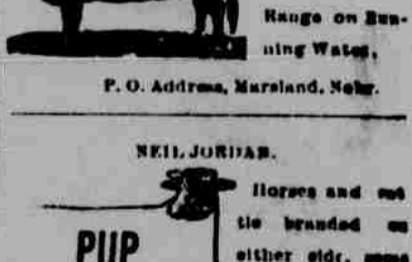 Range on Run-
ning Water,
P. O. Address, Marsland, Nebr.
NEIL JORDAN.
Horses and cat
tle branded on
PUP
either side, same